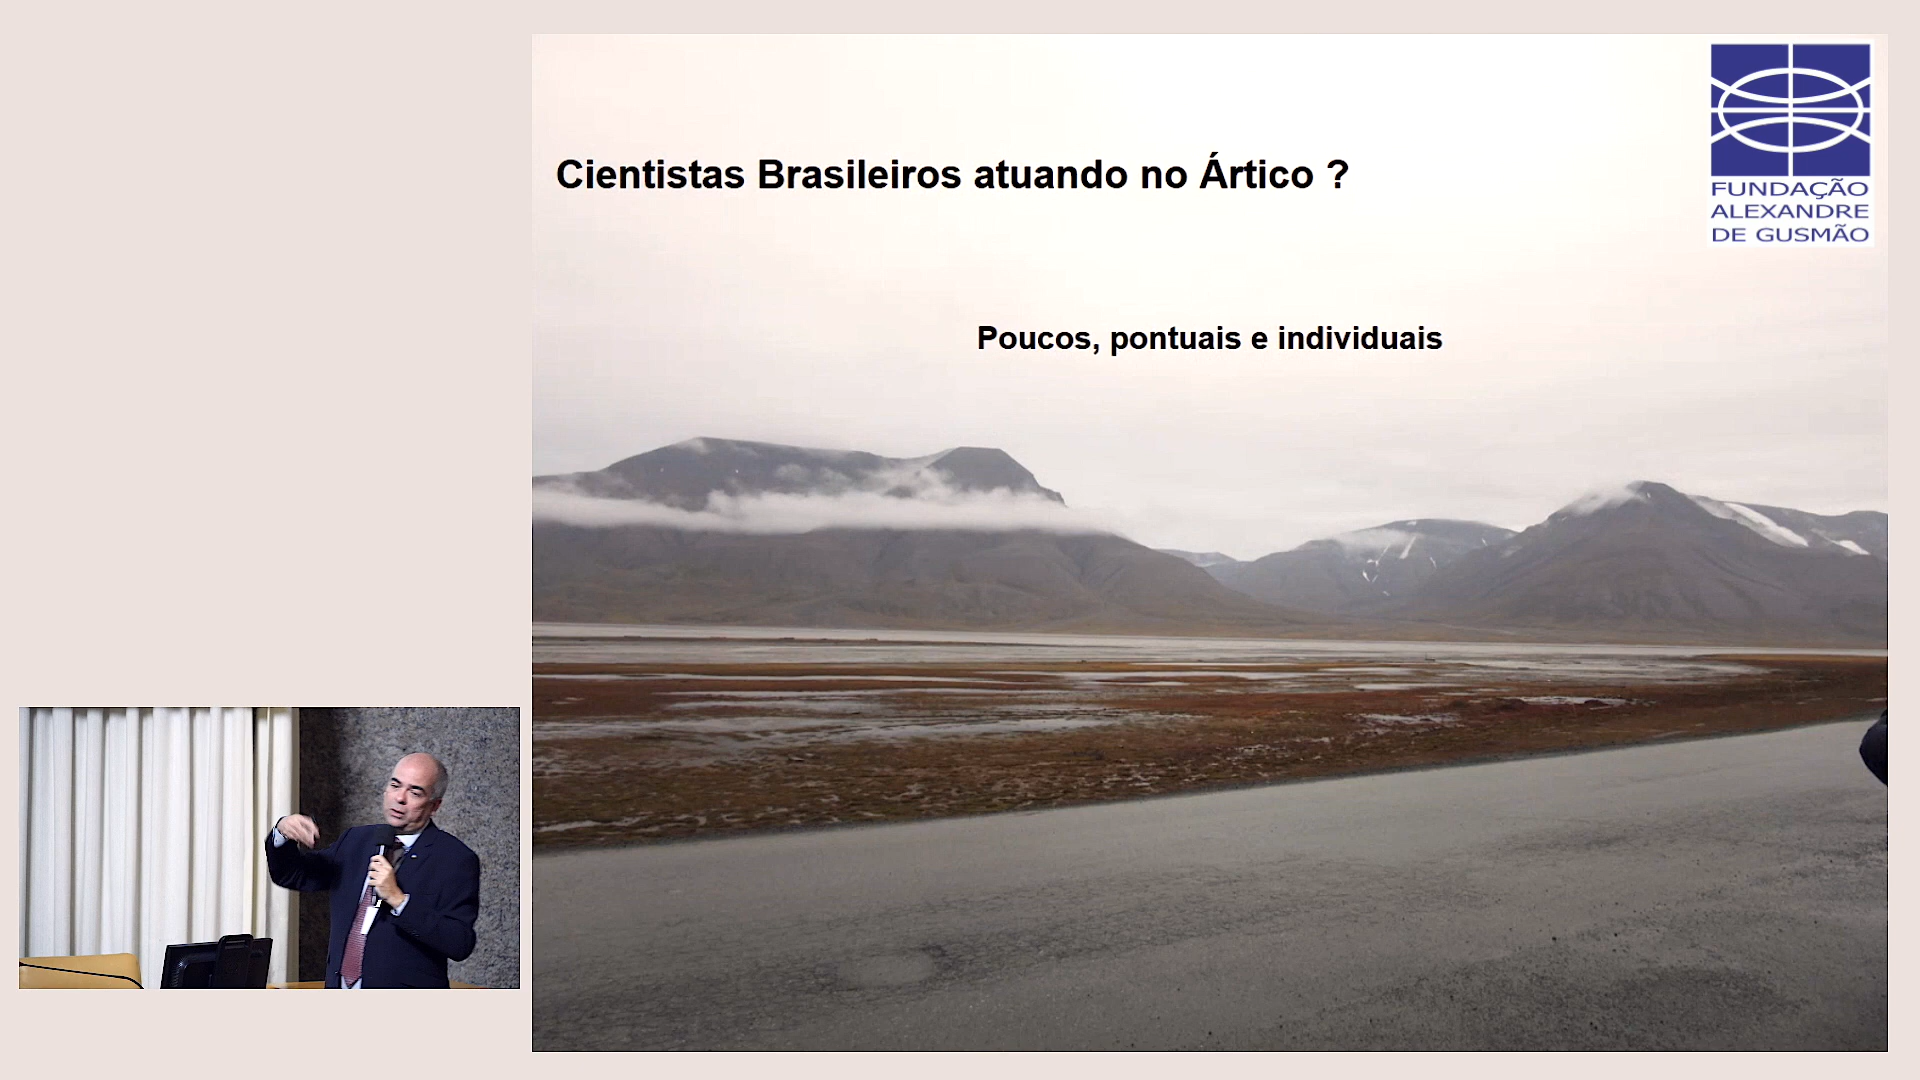 Cientistas Brasileiros atuando no Ártico ?
FUNDAÇÃO
ALEXANDRE
DE GUSMÃO
Poucos, pontuais e individuais